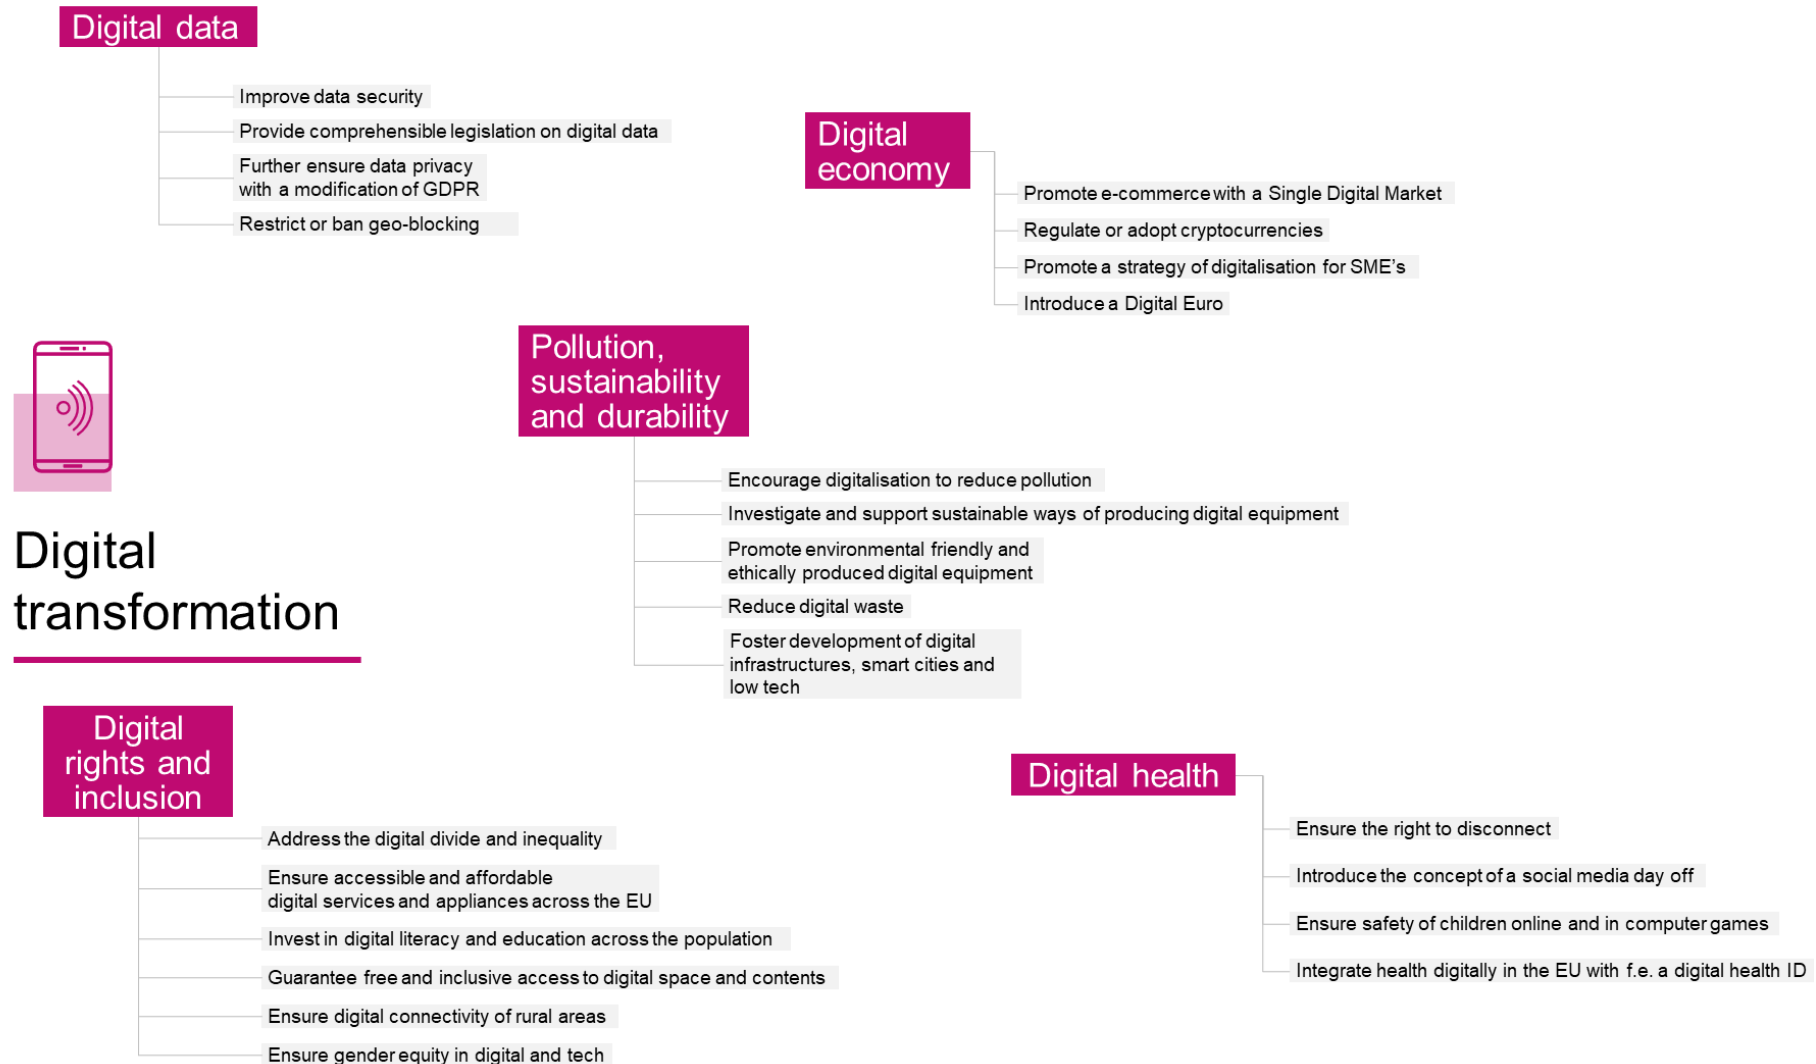 Digital data
Improve data security
Provide comprehensible legislation on digital data
Further ensure data privacy
with a modification of GDPR
Restrict or ban geo-blocking
Digital
economy
Promote e-commerce with a Single Digital Market
Regulate or adopt cryptocurrencies
Promote a strategy of digitalisation for SME's
Introduce a Digital Euro
Pollution,
sustainability
and durability
Encourage digitalisation to reduce pollution
Investigate and support sustainable ways of producing digital equipment
Promote environmental friendly and
ethically produced digital equipment
Reduce digital waste
Foster development of digital
infrastructures, smart cities and
low tech
Digital
transformation
Digital
rights and
inclusion
Address the digital divide and inequality
Ensure accessible and affordable
digital services and appliances across the EU
Invest in digital literacy and education across the population
Guarantee free and inclusive access to digital space and contents
Ensure digital connectivity of rural areas
Ensure gender equity in digital and tech
Digital health
Ensure the right to disconnect
Introduce the concept of a social media day off
Ensure safety of children online and in computer games
Integrate health digitally in the EU with f.e. a digital health ID